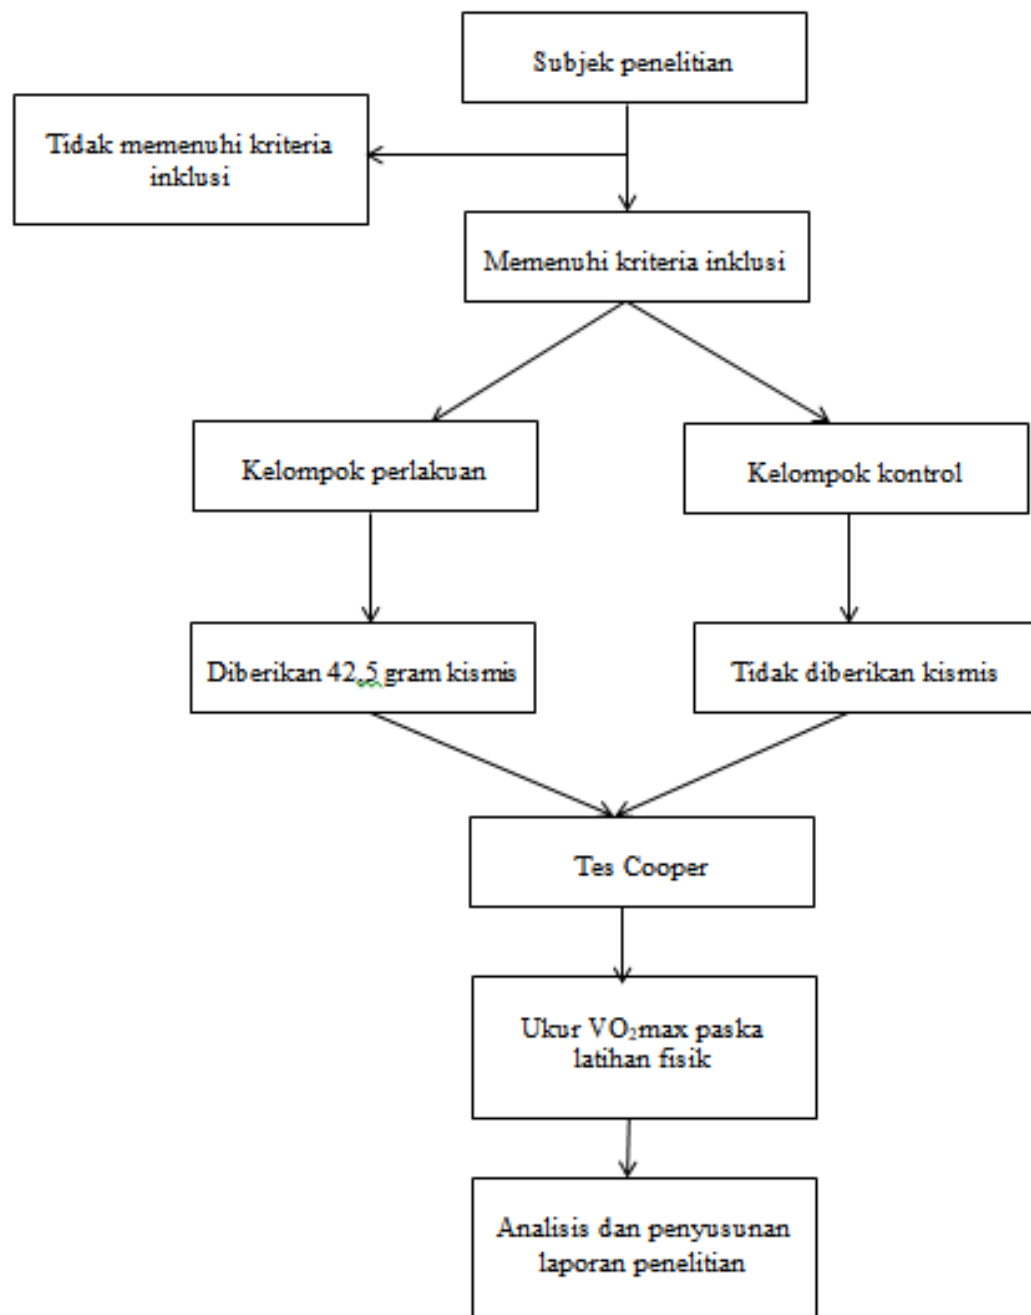 Subjek penelitian
Tidak memenuhi kriteria
inklusi
Memenuhi kriteria inklusi
Kelompok perlakuan
Kelompok kontrol
Diberikan 42,5 gram kismis
Tidak diberikan kismis
Tes Cooper
Ukur VO₂max paska
latihan fisik
Analisis dan penyusunan
laporan penelitian